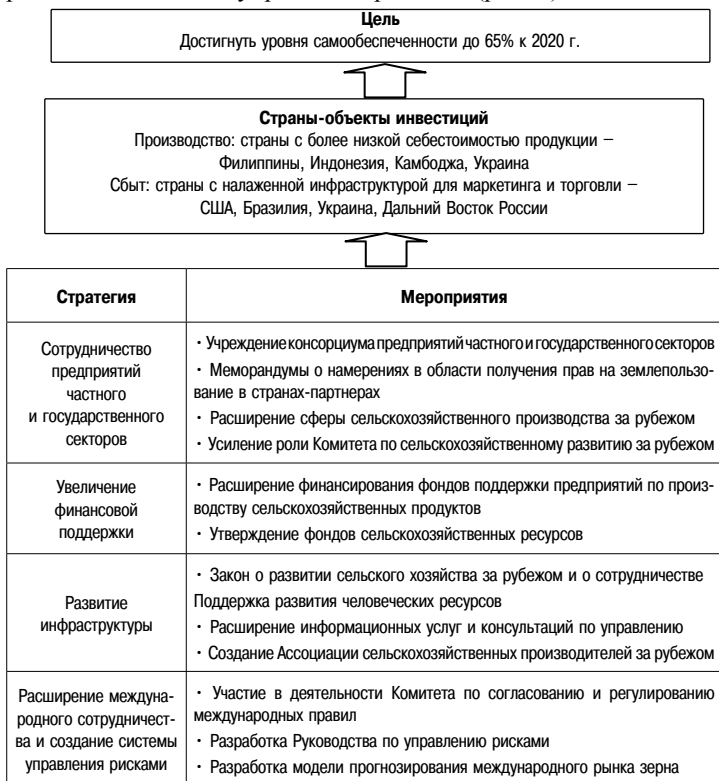 Цель
Достигнуть уровня самообеспеченности до 65% к 2020 г.
Страны-объекты инвестиций
Производство: страны с более низкой себестоимостью продукции –
Филиппины, Индонезия, Камбоджа, Украина
Сбыт: страны с налаженной инфраструктурой для маркетинга и торговли –
США, Бразилия, Украина, Дальний Восток России
Стратегия
Мероприятия
Сотрудничество
предприятий
частного
и государственного
секторов
· Учреждение консорциума предприятий частного и государственного секторов
· Меморандумы о намерениях в области получения прав на землепользо-
вание в странах-партнерах
· Расширение сферы сельскохозяйственного производства за рубежом
· Усиление роли Комитета по сельскохозяйственному развитию за рубежом
Увеличение
финансовой
поддержки
· Расширение финансирования фондов поддержки предприятий по произ-
водству сельскохозяйственных продуктов
· Утверждение фондов сельскохозяйственных ресурсов
Развитие
инфраструктуры
· Закон о развитии сельского хозяйства за рубежом и о сотрудничестве
Поддержка развития человеческих ресурсов
· Расширение информационных услуг и консультаций по управлению
· Создание Ассоциации сельскохозяйственных производителей за рубежом
Расширение междуна-
родного сотрудничест-
ва и создание системы
управления рисками
· Участие в деятельности Комитета по согласованию и регулированию
международных правил
· Разработка Руководства по управлению рисками
· Разработка модели прогнозирования международного рынка зерна